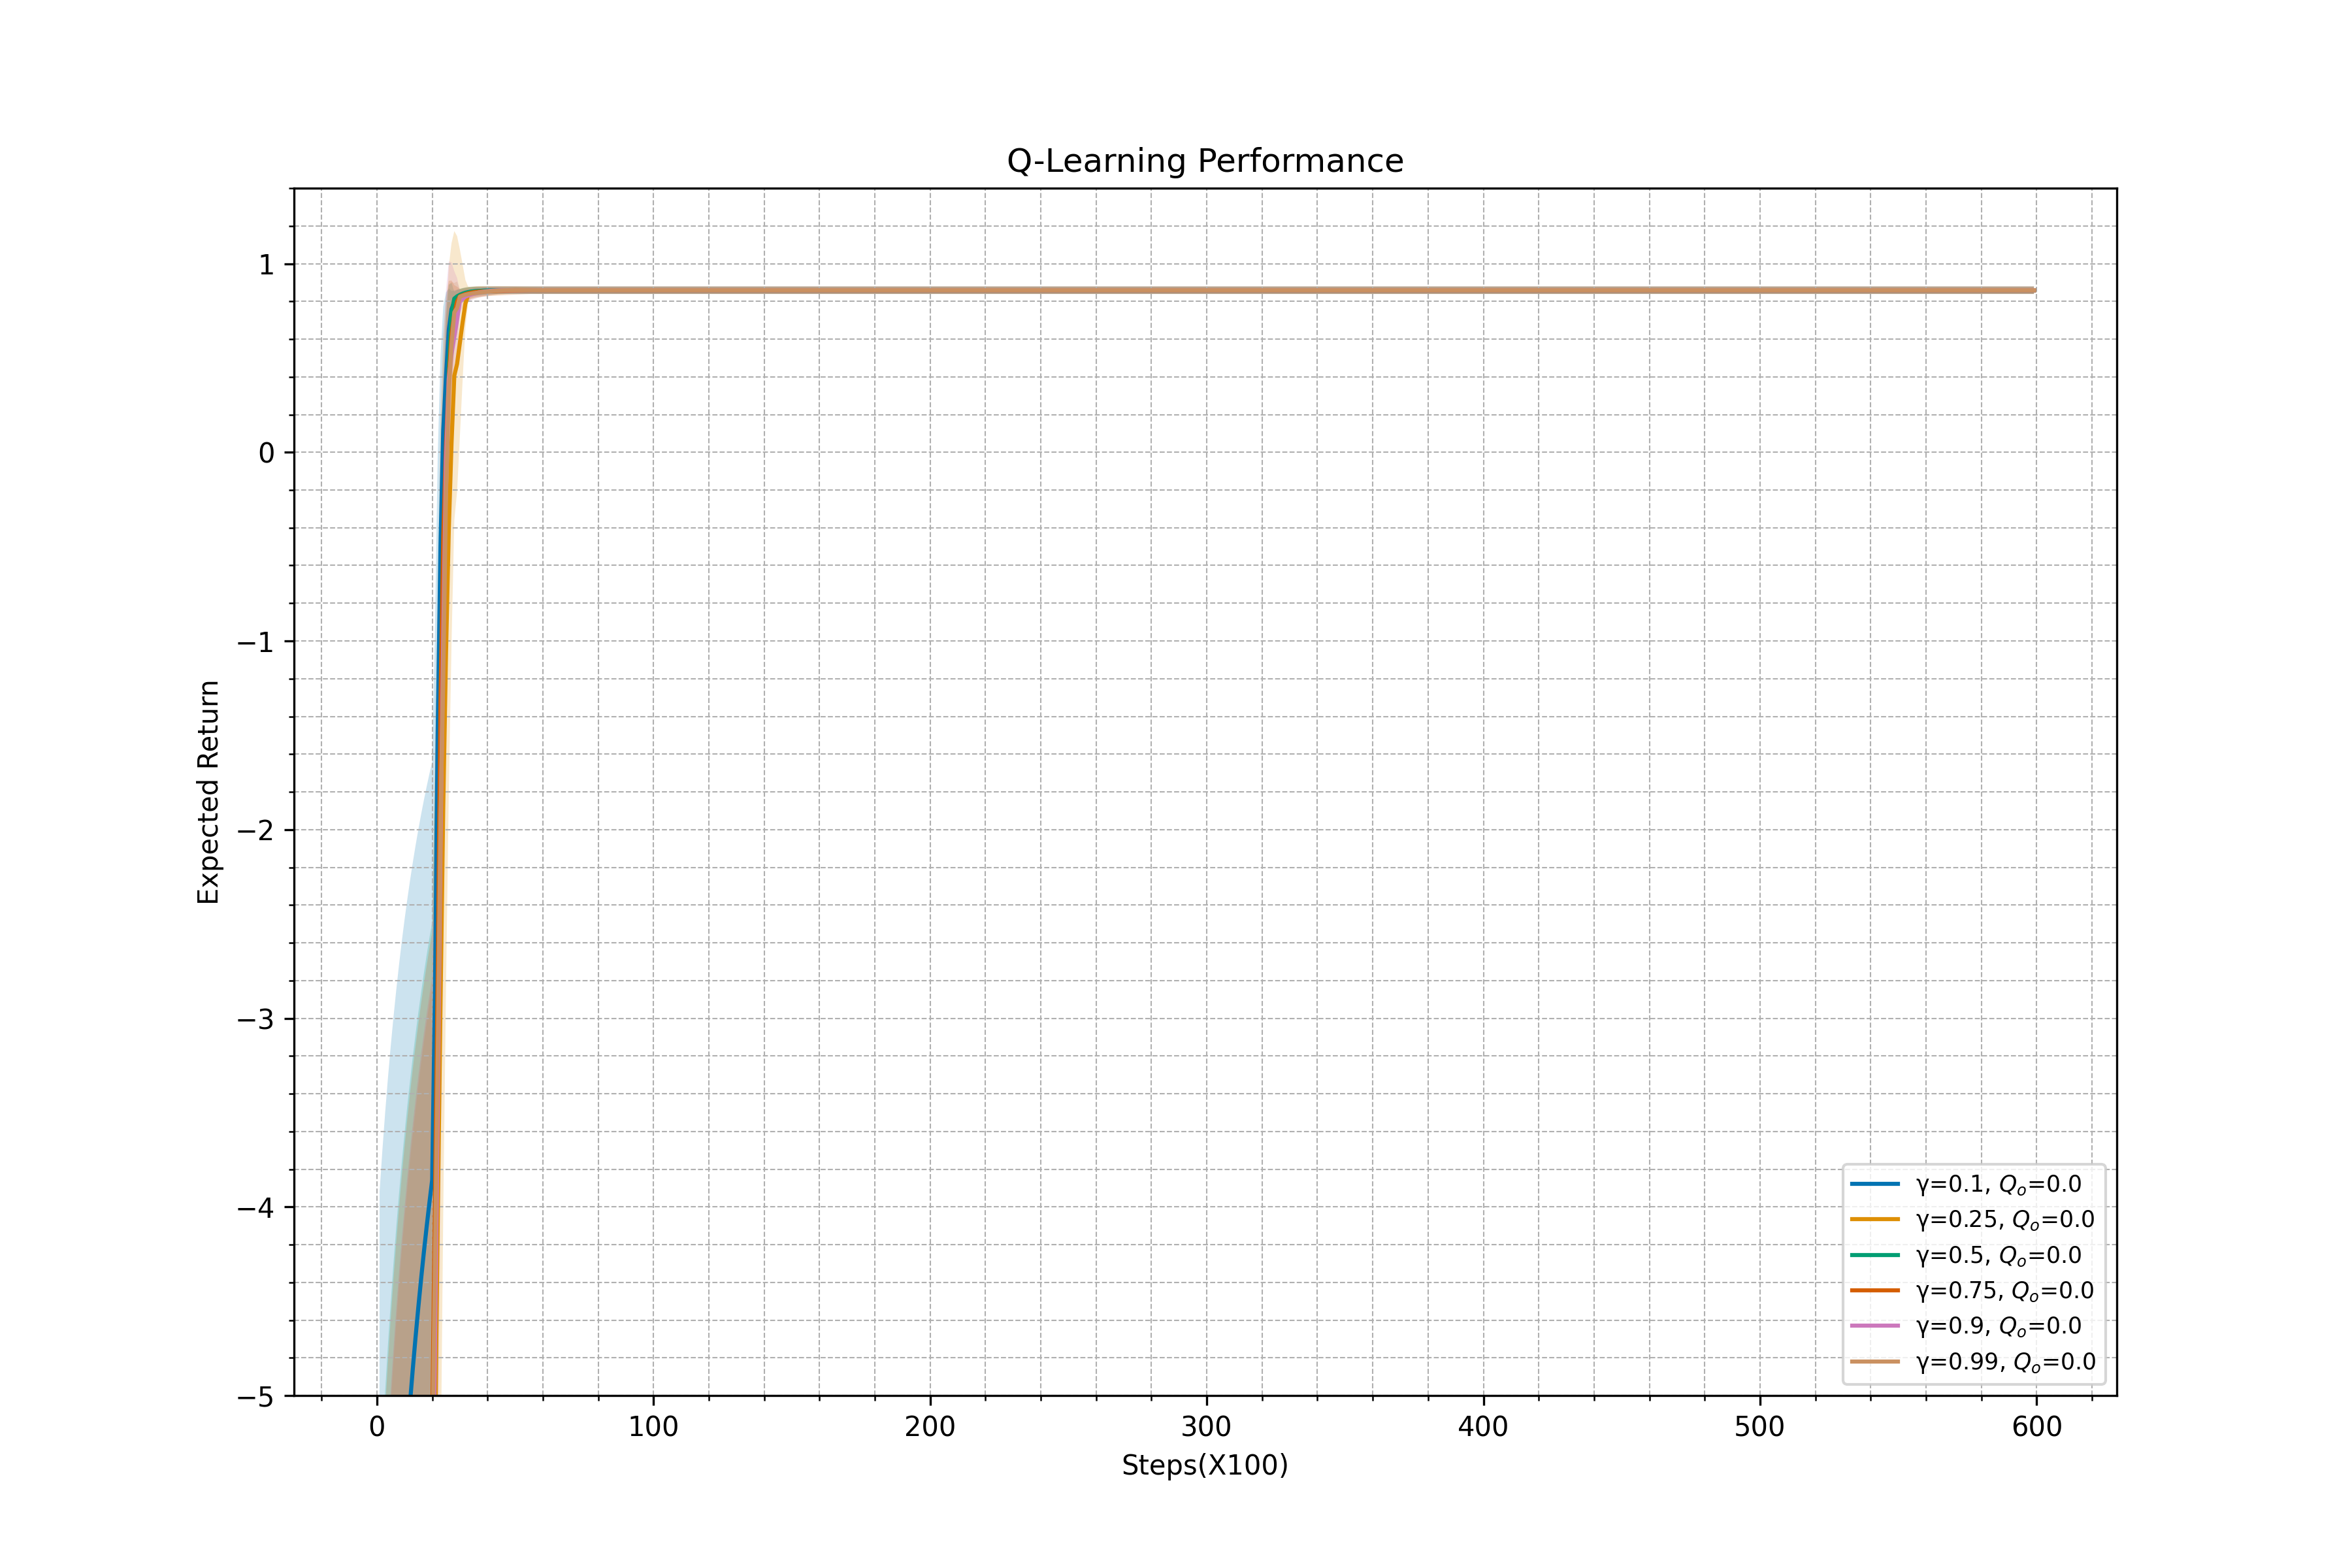 Q-Learning Performance
Expected Return
1
0
−1
−2
−3
−4
−5
0 100 200 300 400 500 600
Steps(X100)
γ=0.1, Qₒ=0.0
γ=0.25, Qₒ=0.0
γ=0.5, Qₒ=0.0
γ=0.75, Qₒ=0.0
γ=0.9, Qₒ=0.0
γ=0.99, Qₒ=0.0